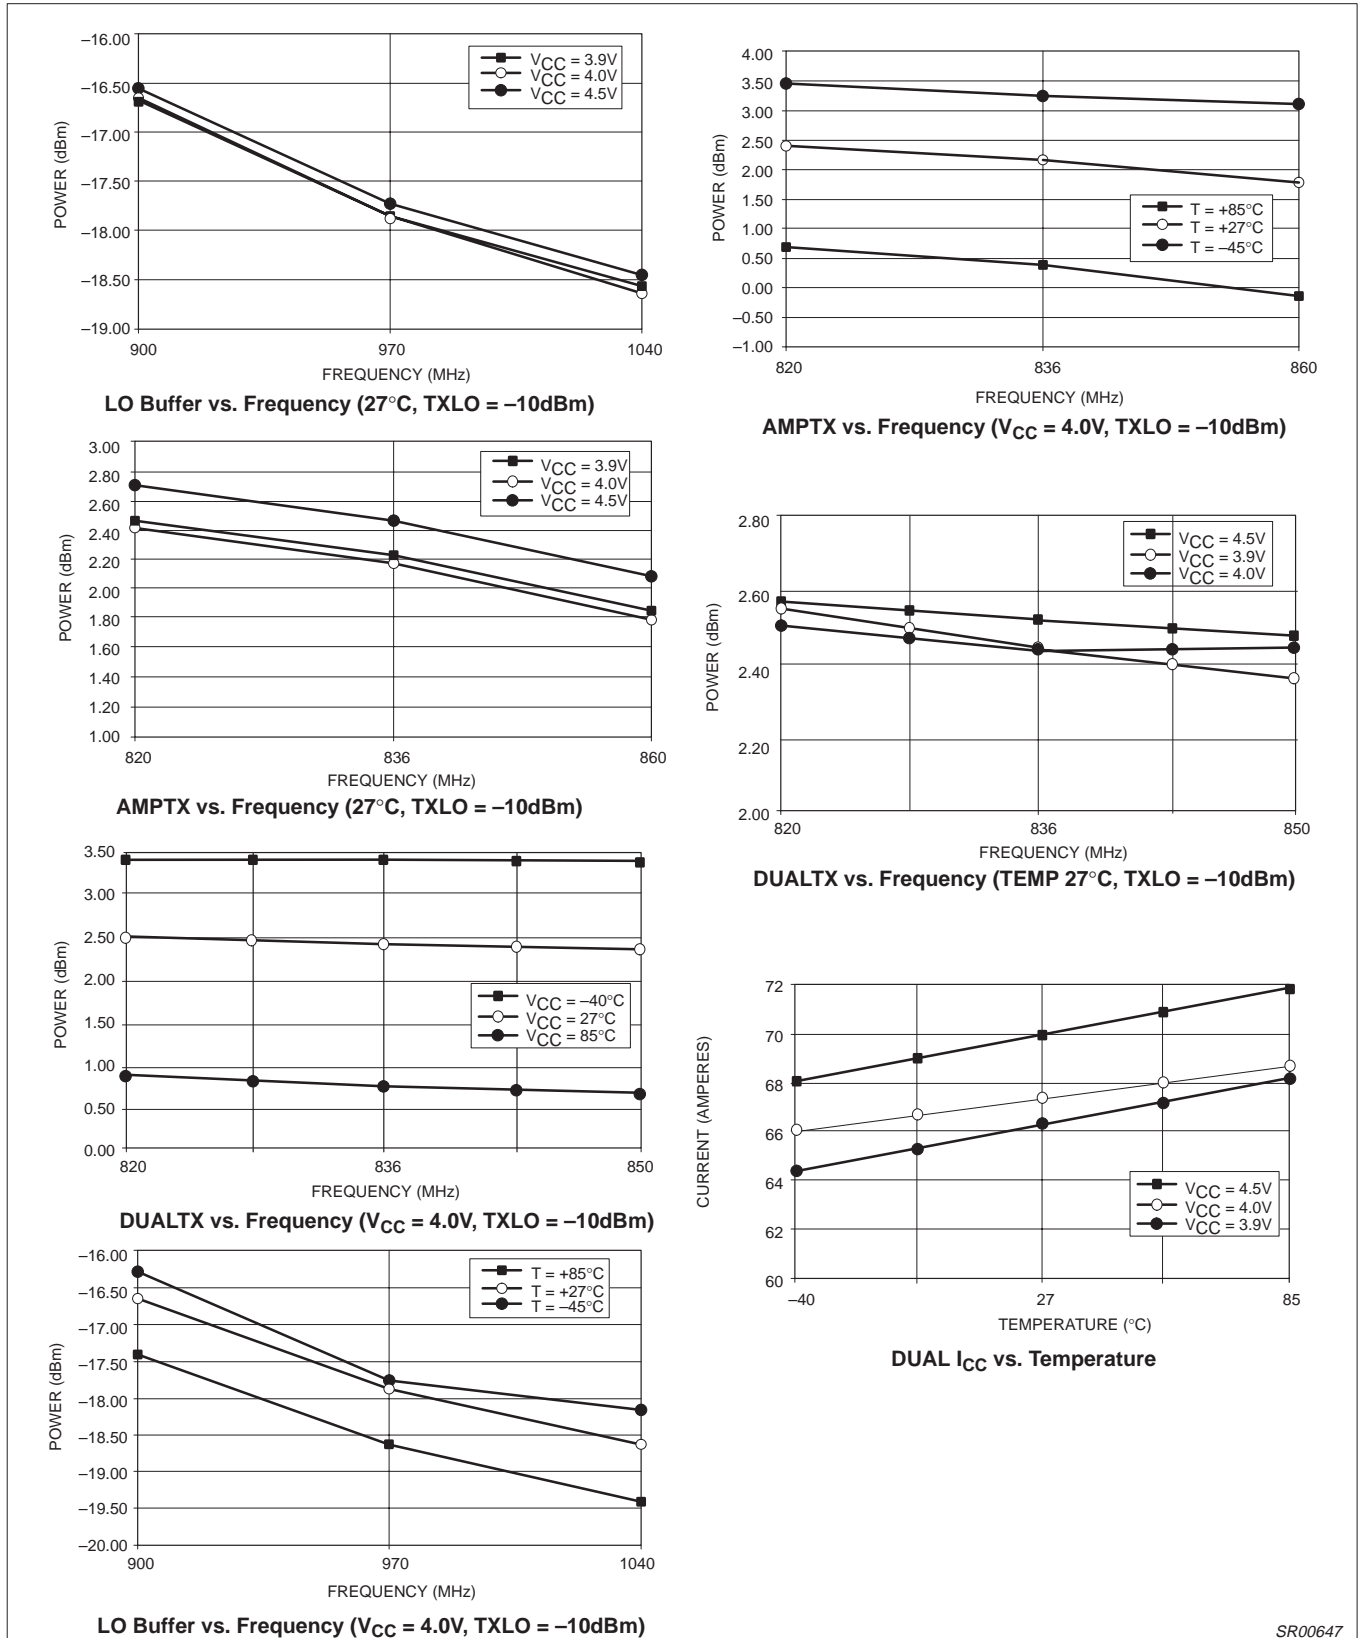 –16.00
–16.50
–17.00
–17.50
–18.00
–18.50
–19.00
POWER (dBm)
VCC = 3.9V
VCC = 4.0V
VCC = 4.5V
900
970
1040
FREQUENCY (MHz)
LO Buffer vs. Frequency (27°C, TXLO = –10dBm)
4.00
3.50
3.00
2.50
2.00
1.50
1.00
0.50
0.00
–0.50
–1.00
POWER (dBm)
T = +85°C
T = +27°C
T = –45°C
820
836
860
FREQUENCY (MHz)
AMPTX vs. Frequency (VCC = 4.0V, TXLO = –10dBm)
3.00
2.80
2.60
2.40
2.20
2.00
1.80
1.60
1.40
1.20
1.00
POWER (dBm)
VCC = 3.9V
VCC = 4.0V
VCC = 4.5V
820
836
860
FREQUENCY (MHz)
AMPTX vs. Frequency (27°C, TXLO = –10dBm)
2.80
2.60
2.40
2.20
2.00
POWER (dBm)
VCC = 4.5V
VCC = 3.9V
VCC = 4.0V
820
836
850
FREQUENCY (MHz)
DUALTX vs. Frequency (TEMP 27°C, TXLO = –10dBm)
3.50
3.00
2.50
2.00
1.50
1.00
0.50
0.00
POWER (dBm)
VCC = –40°C
VCC = 27°C
VCC = 85°C
820
836
850
FREQUENCY (MHz)
DUALTX vs. Frequency (VCC = 4.0V, TXLO = –10dBm)
72
70
68
66
64
62
60
CURRENT (AMPERES)
VCC = 4.5V
VCC = 4.0V
VCC = 3.9V
–40
27
85
TEMPERATURE (°C)
DUAL ICC vs. Temperature
–16.00
–16.50
–17.00
–17.50
–18.00
–18.50
–19.00
–19.50
–20.00
POWER (dBm)
T = +85°C
T = +27°C
T = –45°C
900
970
1040
FREQUENCY (MHz)
LO Buffer vs. Frequency (VCC = 4.0V, TXLO = –10dBm)
SR00647